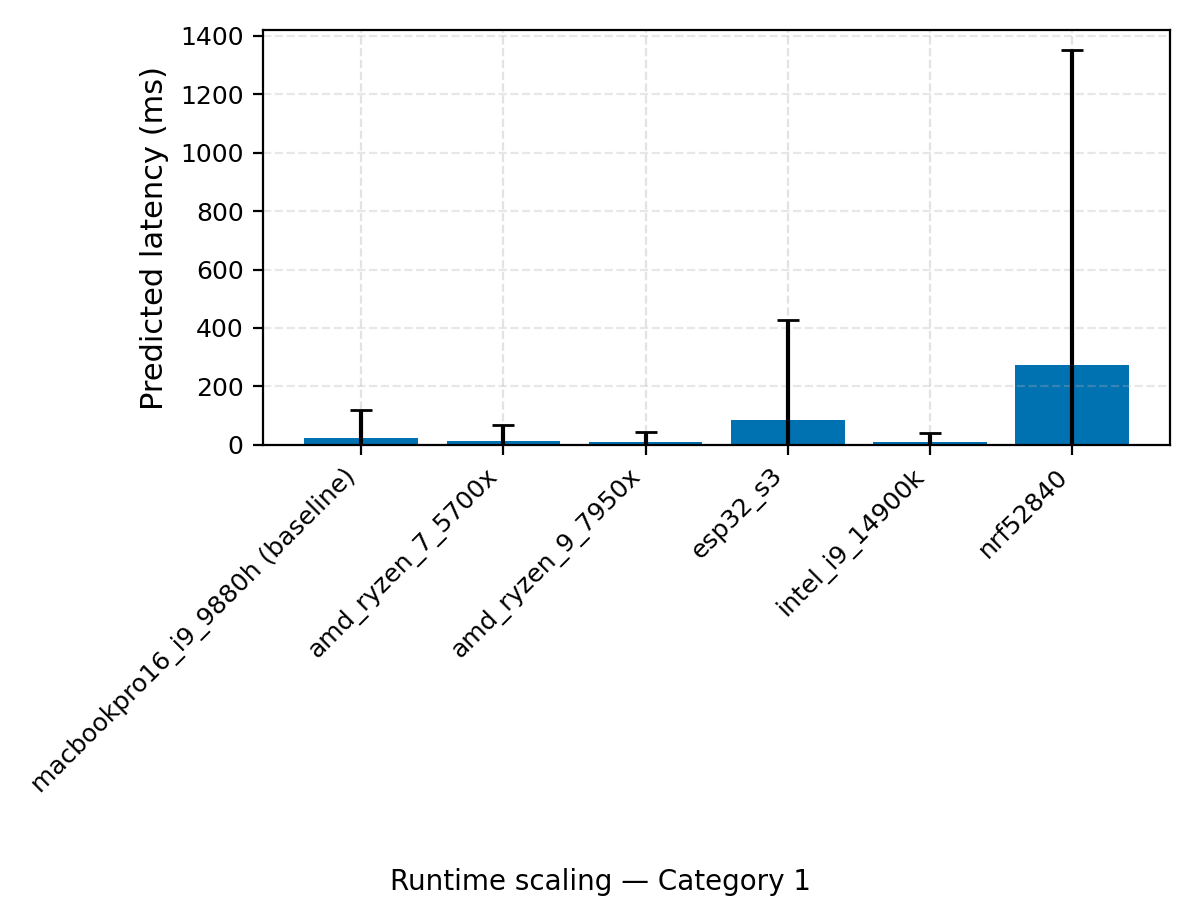 Predicted latency (ms)
1400
1200
1000
800
600
400
200
0
macbookpro16_i9_9880h (baseline)
amd_ryzen_7_5700x
amd_ryzen_9_7950x
esp32_s3
intel_i9_14900k
nrf52840
Runtime scaling — Category 1